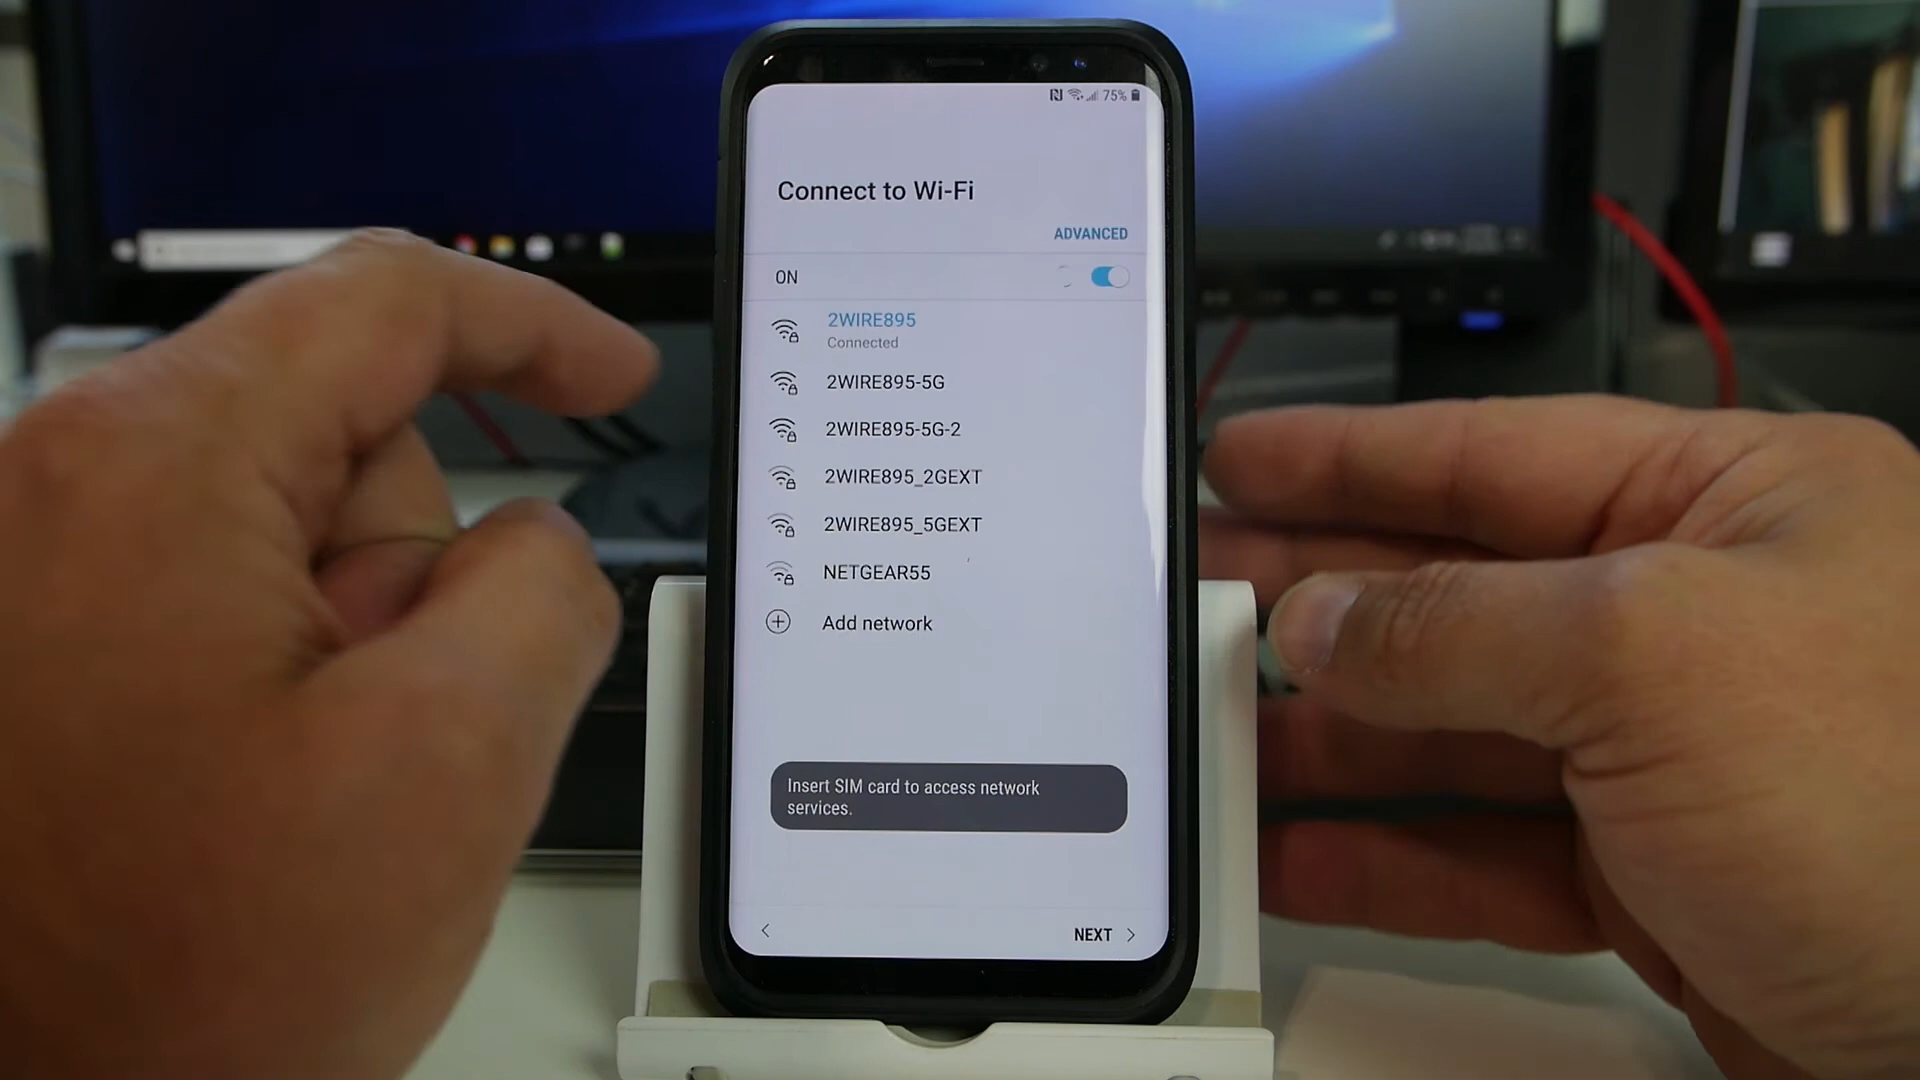 75%
Connect to Wi-Fi
ADVANCED
ON
2WIRE895
Connected
2WIRE895-5G
2WIRE895-5G-2
2WIRE895_2GEXT
2WIRE895_5GEXT
NETGEAR55
Add network
Insert SIM card to access network
services.
NEXT